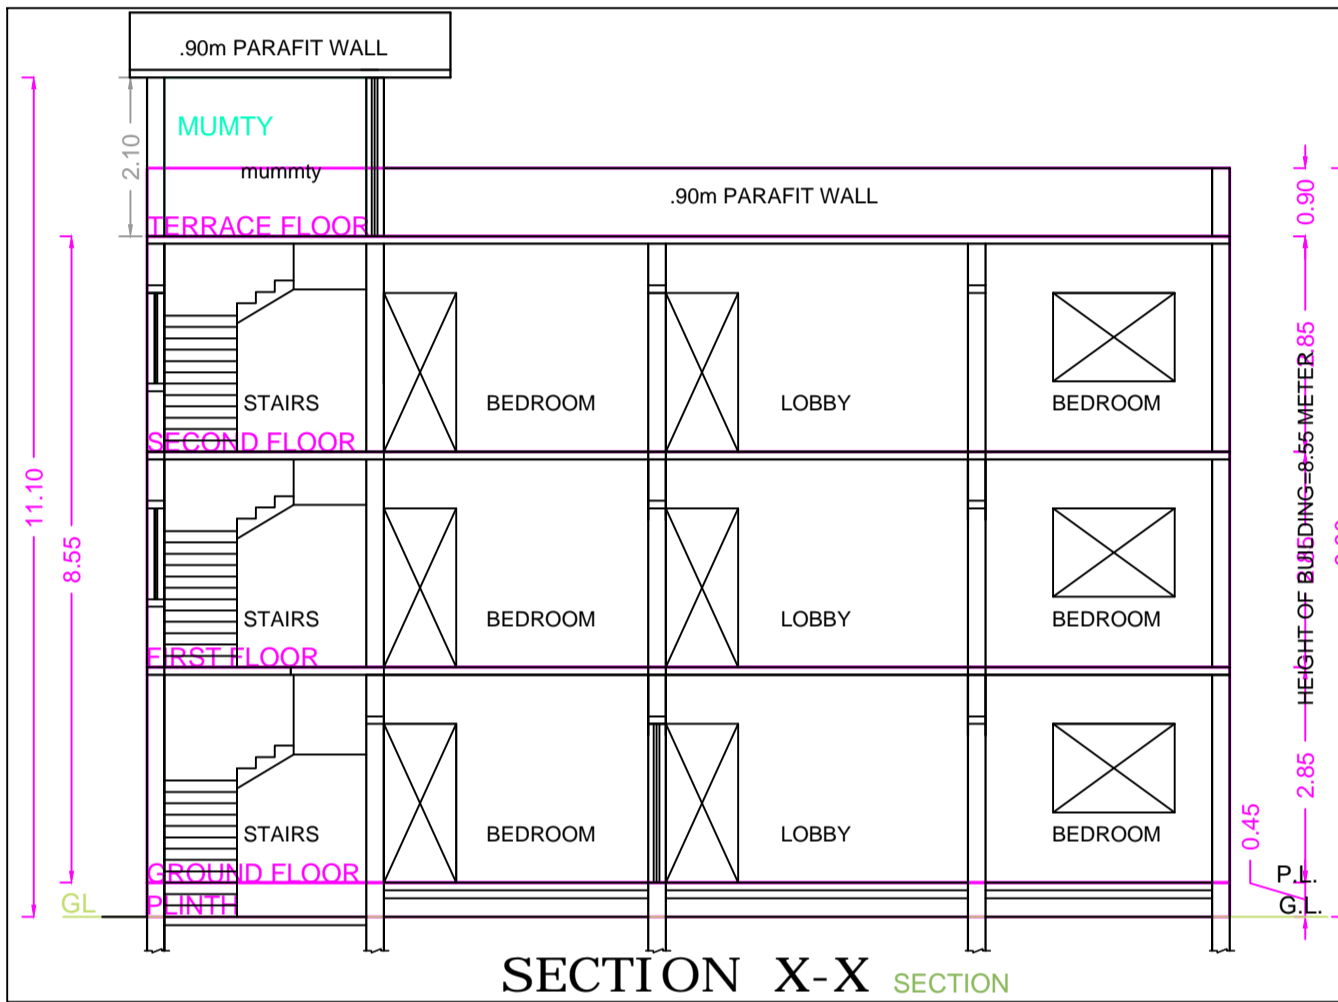 .90m PARAFIT WALL
MUMTY
2.10
mummty
.90m PARAFIT WALL
0.90
TERRACE FLOOR
STAIRS
BEDROOM
LOBBY
BEDROOM
SECOND FLOOR
11.10
8.55
HEIGHT OF BUILDING=8.55 METER
STAIRS
BEDROOM
LOBBY
BEDROOM
FIRST FLOOR
2.85
0.45
STAIRS
BEDROOM
LOBBY
BEDROOM
GROUND FLOOR
P.L.
GL
PLINTH
G.L.
SECTION X-X
SECTION